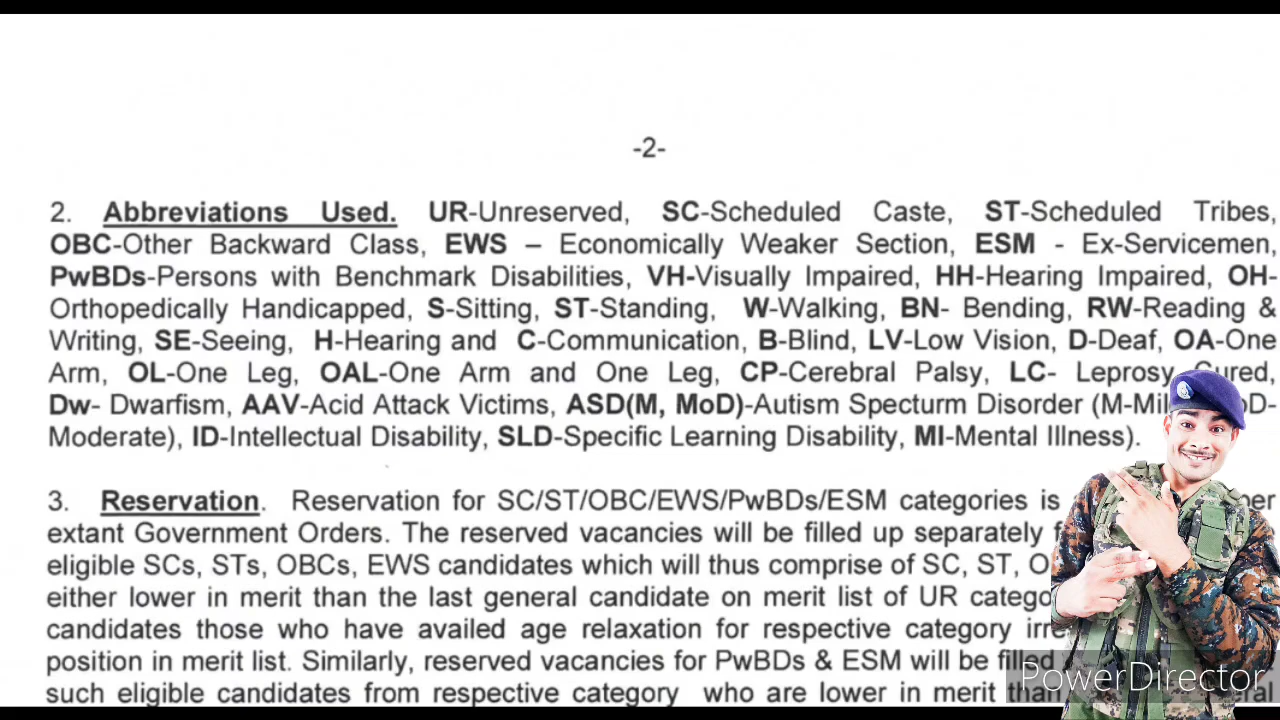 -2-
2. Abbreviations Used. UR-Unreserved, SC-Scheduled Caste, ST-Scheduled Tribes,
OBC-Other Backward Class, EWS – Economically Weaker Section, ESM - Ex-Servicemen,
PwBDs-Persons with Benchmark Disabilities, VH-Visually Impaired, HH-Hearing Impaired, OH-
Orthopedically Handicapped, S-Sitting, ST-Standing, W-Walking, BN- Bending, RW-Reading &
Writing, SE-Seeing, H-Hearing and C-Communication, B-Blind, LV-Low Vision, D-Deaf, OA-One
Arm, OL-One Leg, OAL-One Arm and One Leg, CP-Cerebral Palsy, LC- Leprosy Cured,
Dw- Dwarfism, AAV-Acid Attack Victims, ASD(M, MoD)-Autism Specturm Disorder (M-Mil
Moderate), ID-Intellectual Disability, SLD-Specific Learning Disability, MI-Mental Illness).
3. Reservation. Reservation for SC/ST/OBC/EWS/PwBDs/ESM categories is
extant Government Orders. The reserved vacancies will be filled up separately
eligible SCs, STs, OBCs, EWS candidates which will thus comprise of SC, ST,
either lower in merit than the last general candidate on merit list of UR
candidates those who have availed age relaxation for respective category
position in merit list. Similarly, reserved vacancies for PwBDs & ESM will be filled
such eligible candidates from respective category who are lower in merit than
PowerDirector